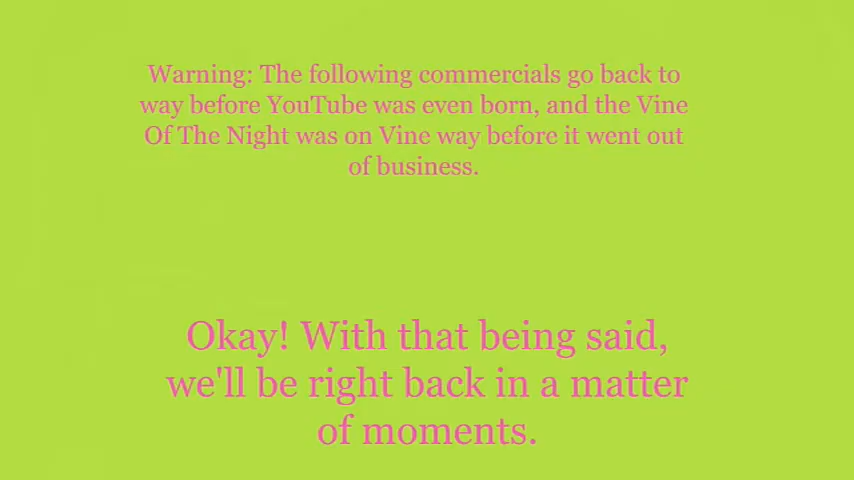 Warning: The following commercials go back to
way before YouTube was even born, and the Vine
Of The Night was on Vine way before it went out
of business.
Okay! With that being said,
we'll be right back in a matter
of moments.